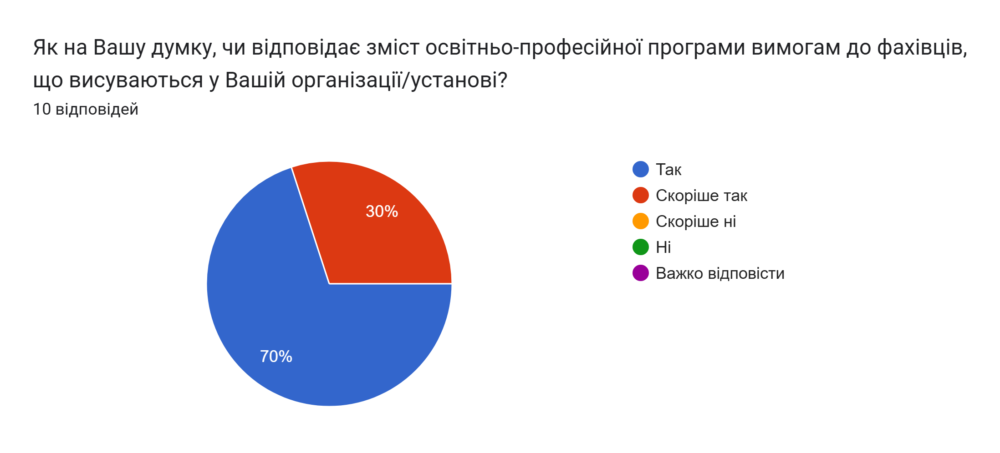 Як на Вашу думку, чи відповідає зміст освітньо-професійної програми вимогам до фахівців,
що висуваються у Вашій організації/установі?
10 відповідей
30%
70%
Так
Скоріше так
Скоріше ні
Ні
Важко відповісти